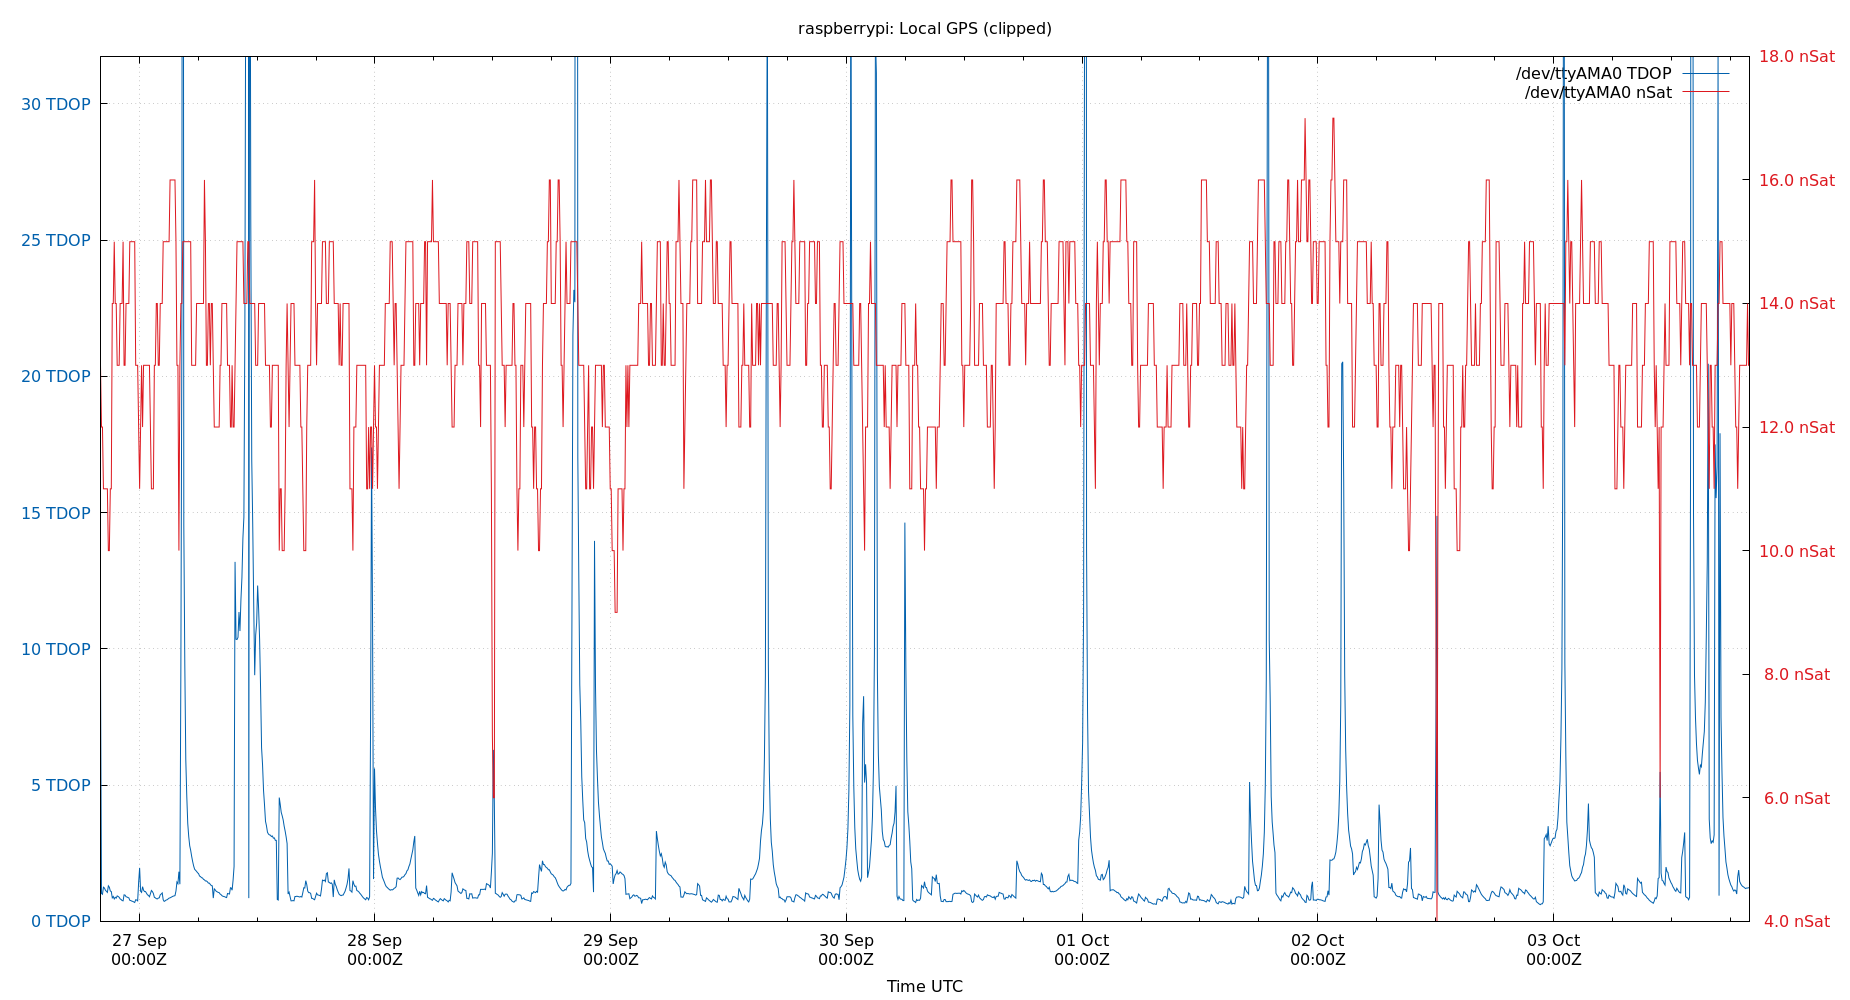 raspberrypi: Local GPS (clipped)
/dev/ttyAMA0 TDOP
/dev/ttyAMA0 nSat
30 TDOP
25 TDOP
20 TDOP
15 TDOP
10 TDOP
5 TDOP
0 TDOP
18.0 nSat
16.0 nSat
14.0 nSat
12.0 nSat
10.0 nSat
8.0 nSat
6.0 nSat
4.0 nSat
27 Sep
00:00Z
28 Sep
00:00Z
29 Sep
00:00Z
30 Sep
00:00Z
01 Oct
00:00Z
02 Oct
00:00Z
03 Oct
00:00Z
Time UTC